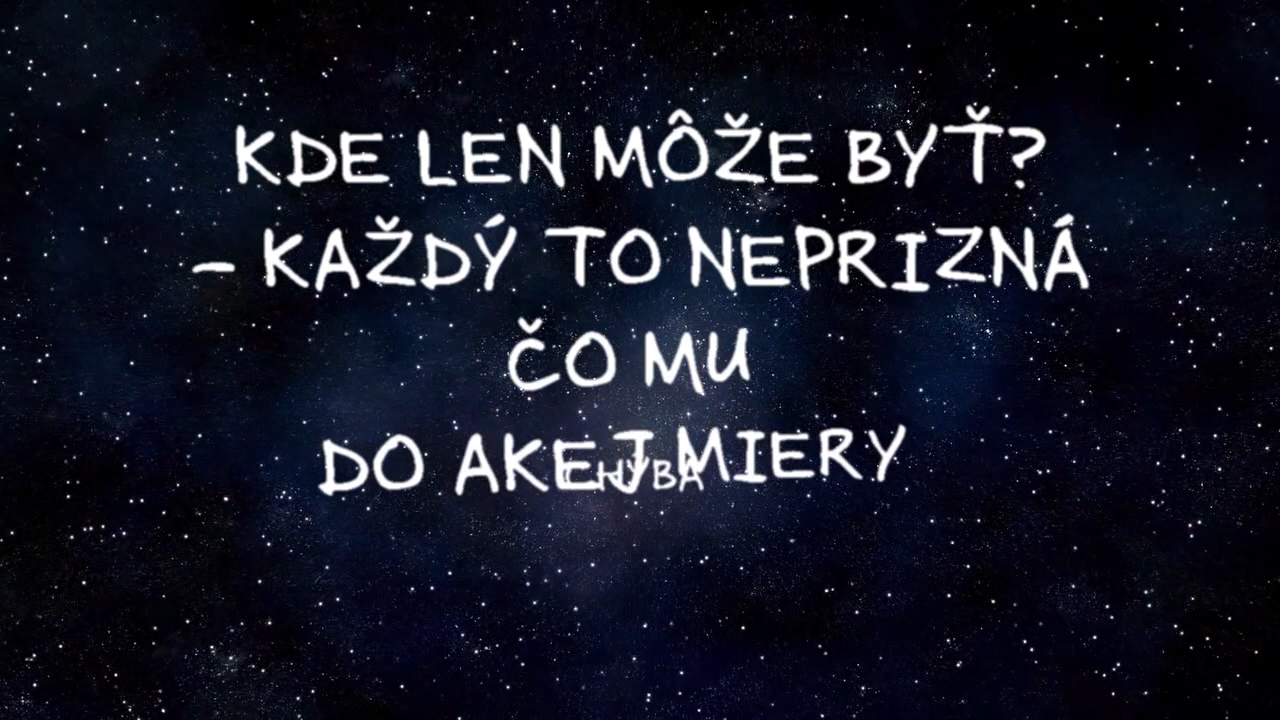 KDE LEN MÔŽE BYŤ?
– KAŽDÝ TO NEPRIZNÁ
ČO MU
DO AKEJ MIERY
CHÝBA